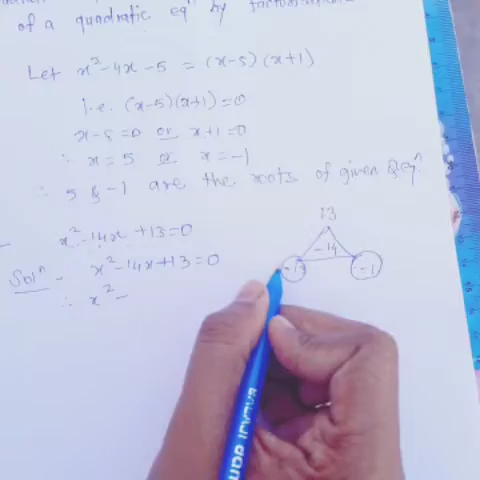 of a quadratic eqⁿ by
Let x² - 4x - 5 = (x-5) (x+1)
i.e. (x-5)(x+1) = 0
x - 5 = 0 or x + 1 = 0
∴ x = 5 or x = -1
∴ 5 & -1 are the roots of given Q.Eqⁿ.
x² - 14x + 13 = 0
13
Solⁿ - x² - 14x + 13 = 0
-14
-13 -1
∴ x² -